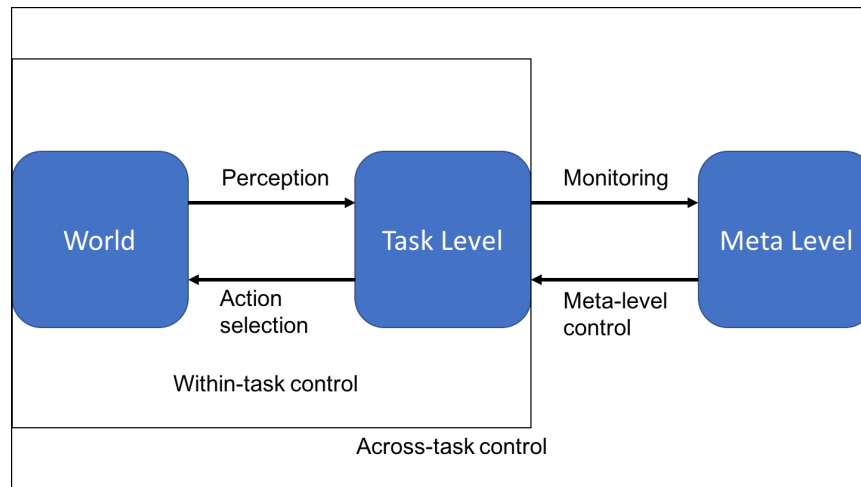 Perception
Monitoring
World
Task Level
Meta Level
Action
selection
Meta-level
control
Within-task control
Across-task control